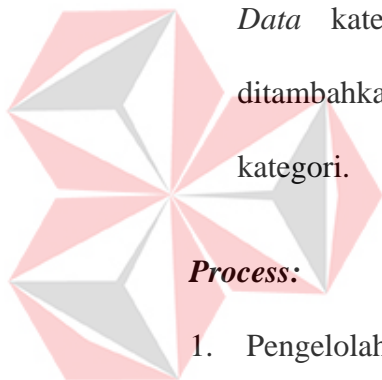 Data kate
ditambahka
kategori.
Process:
1. Pengelolah